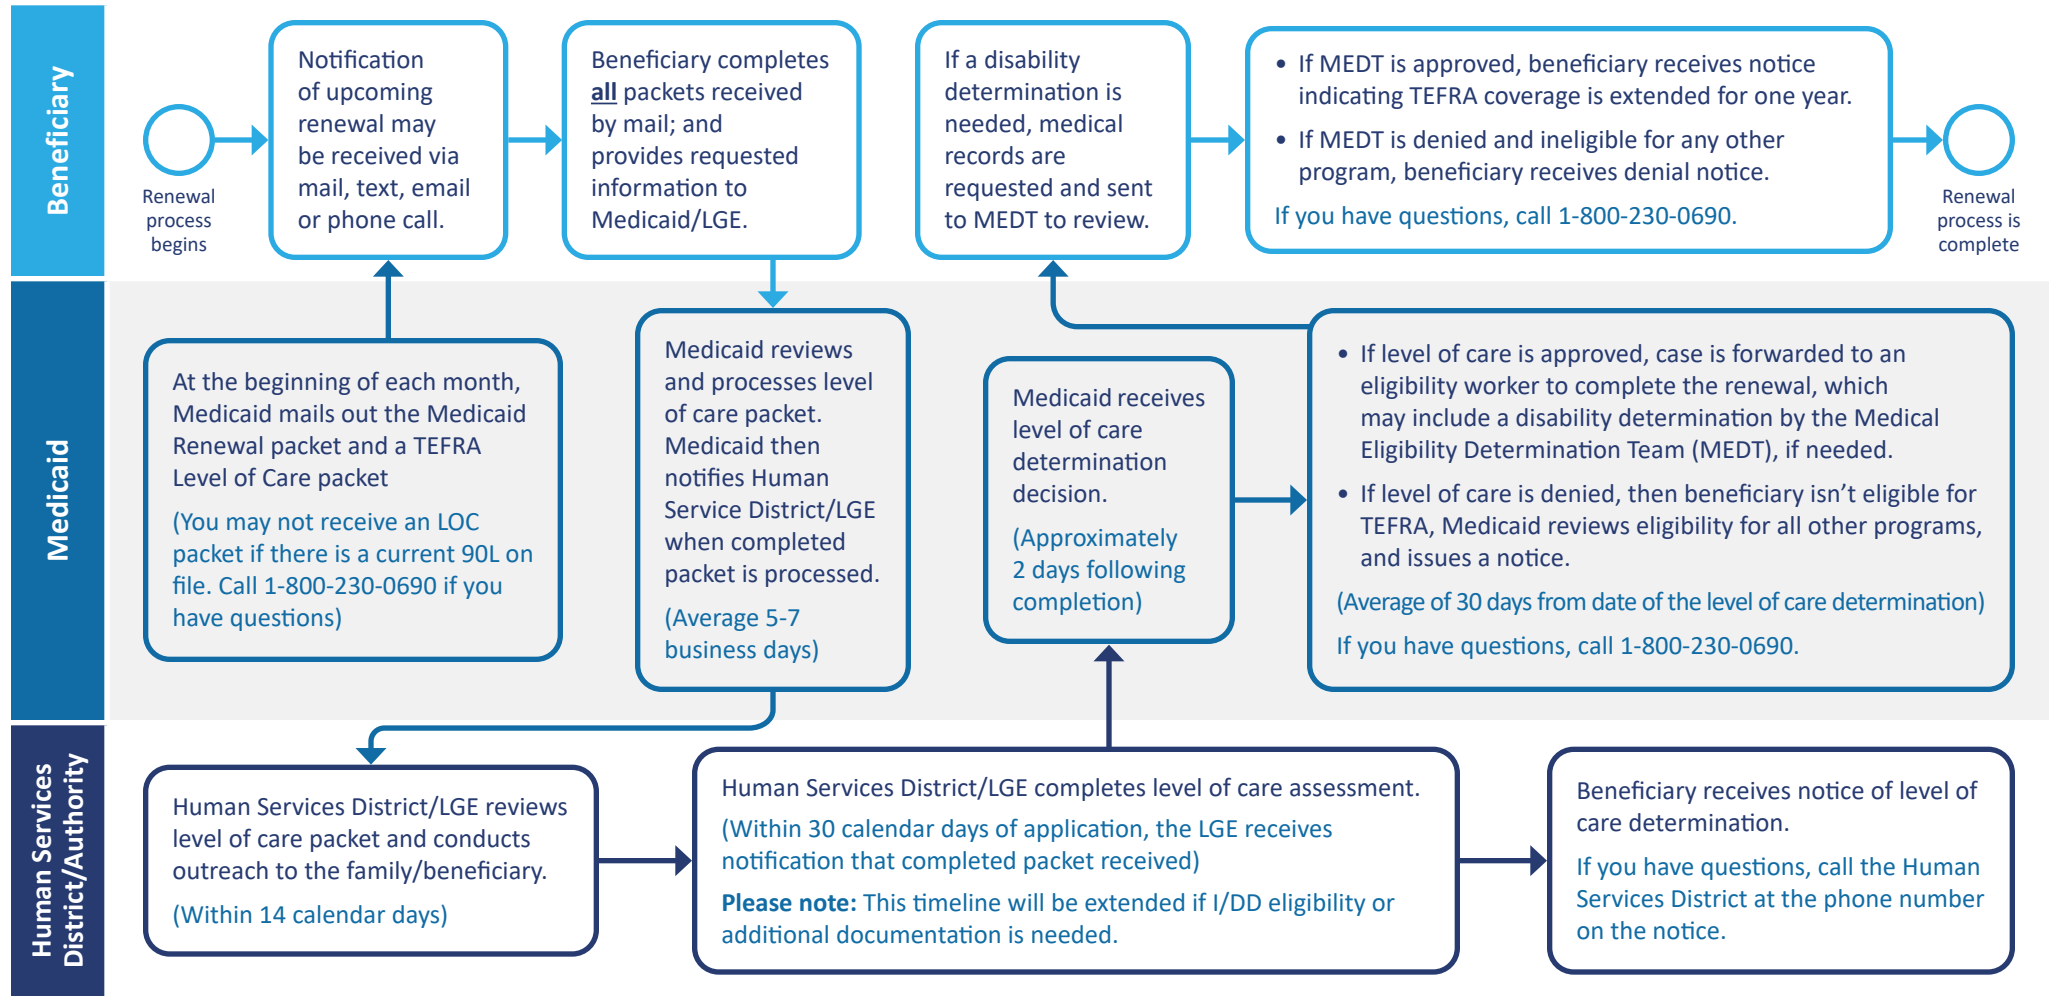 Beneficiary
Renewal
process
begins
Notification
of upcoming
renewal may
be received via
mail, text, email
or phone call.
Beneficiary completes
all packets received
by mail; and
provides requested
information to
Medicaid/LGE.
If a disability
determination is
needed, medical
records are
requested and sent
to MEDT to review.
• If MEDT is approved, beneficiary receives notice
indicating TEFRA coverage is extended for one year.
• If MEDT is denied and ineligible for any other
program, beneficiary receives denial notice.
If you have questions, call 1-800-230-0690.
Renewal
process is
complete
Medicaid
At the beginning of each month,
Medicaid mails out the Medicaid
Renewal packet and a TEFRA
Level of Care packet
(You may not receive an LOC
packet if there is a current 90L on
file. Call 1-800-230-0690 if you
have questions)
Medicaid reviews
and processes level
of care packet.
Medicaid then
notifies Human
Service District/LGE
when completed
packet is processed.
(Average 5-7
business days)
Medicaid receives
level of care
determination
decision.
(Approximately
2 days following
completion)
• If level of care is approved, case is forwarded to an
eligibility worker to complete the renewal, which
may include a disability determination by the Medical
Eligibility Determination Team (MEDT), if needed.
• If level of care is denied, then beneficiary isn’t eligible for
TEFRA, Medicaid reviews eligibility for all other programs,
and issues a notice.
(Average of 30 days from date of the level of care determination)
If you have questions, call 1-800-230-0690.
Human Services
District/Authority
Human Services District/LGE reviews
level of care packet and conducts
outreach to the family/beneficiary.
(Within 14 calendar days)
Human Services District/LGE completes level of care assessment.
(Within 30 calendar days of application, the LGE receives
notification that completed packet received)
Please note: This timeline will be extended if I/DD eligibility or
additional documentation is needed.
Beneficiary receives notice of level of
care determination.
If you have questions, call the Human
Services District at the phone number
on the notice.